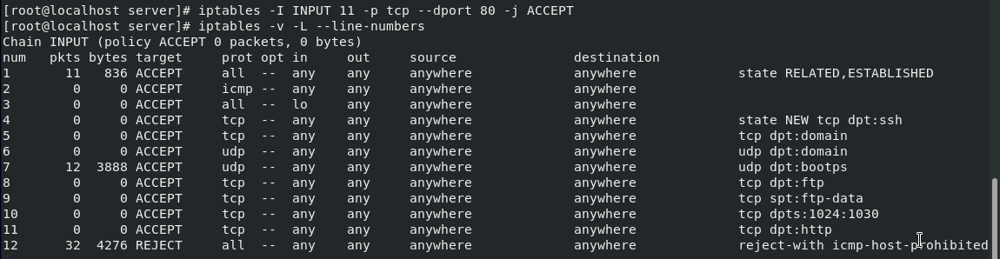 [root@localhost server]# iptables -I INPUT 11 -p tcp --dport 80 -j ACCEPT
[root@localhost server]# iptables -v -L --line-numbers
Chain INPUT (policy ACCEPT 0 packets, 0 bytes)
num   pkts bytes target     prot opt in     out     source               destination
1       11   836 ACCEPT     all  --  any    any     anywhere             anywhere             state RELATED,ESTABLISHED
2        0     0 ACCEPT     icmp --  any    any     anywhere             anywhere
3        0     0 ACCEPT     all  --  lo     any     anywhere             anywhere
4        0     0 ACCEPT     tcp  --  any    any     anywhere             anywhere             state NEW tcp dpt:ssh
5        0     0 ACCEPT     tcp  --  any    any     anywhere             anywhere             tcp dpt:domain
6        0     0 ACCEPT     udp  --  any    any     anywhere             anywhere             udp dpt:domain
7       12  3888 ACCEPT     udp  --  any    any     anywhere             anywhere             udp dpt:bootps
8        0     0 ACCEPT     tcp  --  any    any     anywhere             anywhere             tcp dpt:ftp
9        0     0 ACCEPT     tcp  --  any    any     anywhere             anywhere             tcp spt:ftp-data
10       0     0 ACCEPT     tcp  --  any    any     anywhere             anywhere             tcp dpts:1024:1030
11       0     0 ACCEPT     tcp  --  any    any     anywhere             anywhere             tcp dpt:http
12      32  4276 REJECT     all  --  any    any     anywhere             anywhere             reject-with icmp-host-prohibited